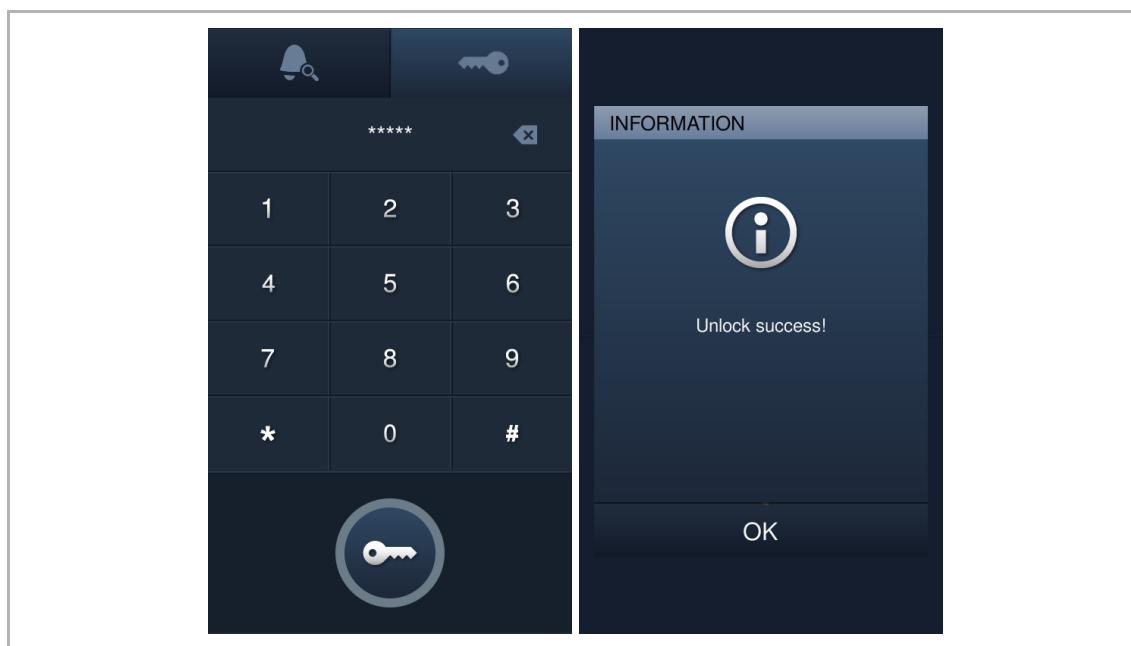 *****
1 2 3
4 5 6
7 8 9
* 0 #
INFORMATION
Unlock success!
OK